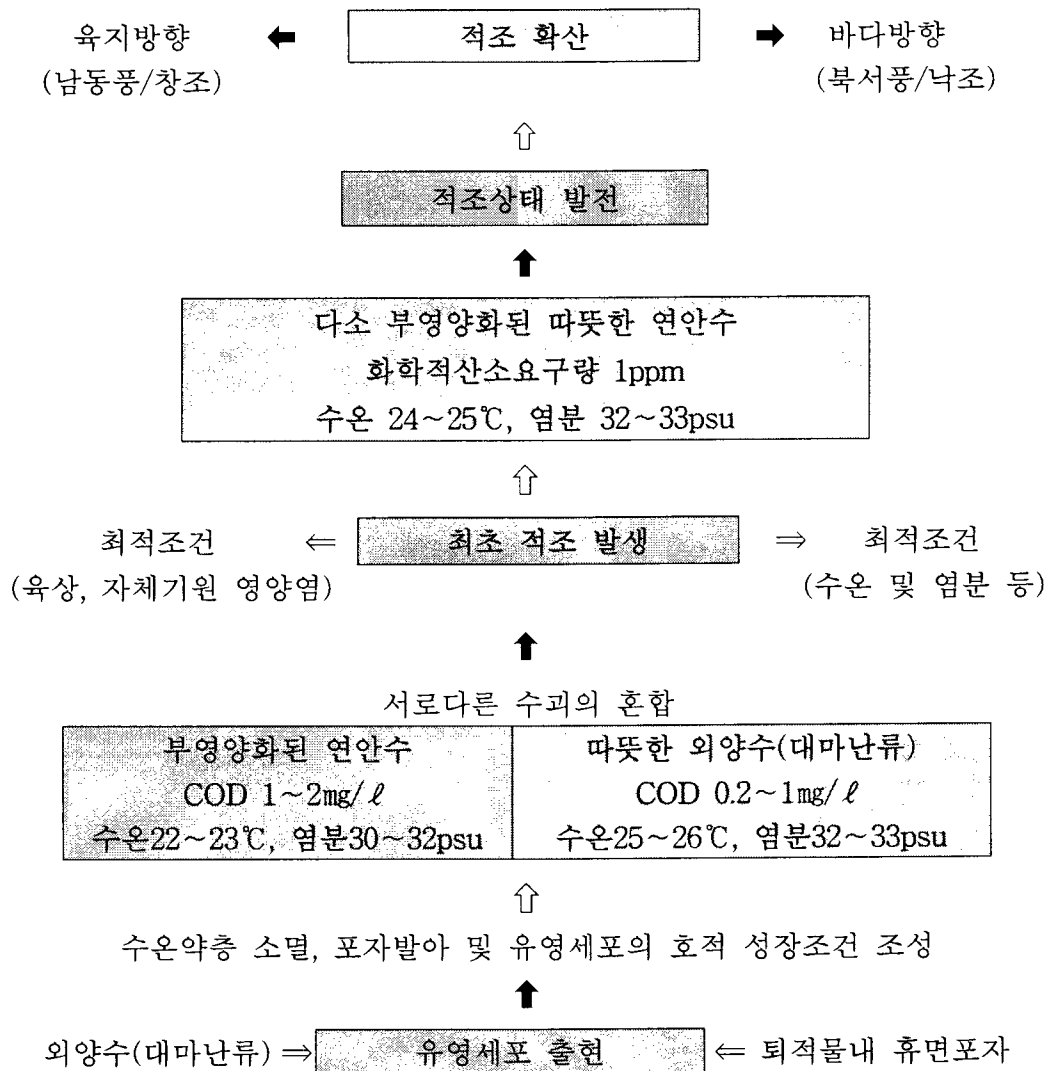 육지방향 ⬅ 적조 확산 ➡ 바다방향
(남동풍/창조) (북서풍/낙조)
⇧
적조상태 발전
⬆
다소 부영양화된 따뜻한 연안수
화학적산소요구량 1ppm
수온 24~25℃, 염분 32~33psu
⇧
최적조건 ⇐ 최초 적조 발생 ⇒ 최적조건
(육상, 자체기원 영양염) (수온 및 염분 등)
⬆
서로다른 수괴의 혼합
부영양화된 연안수 따뜻한 외양수(대마난류)
COD 1~2㎎/ℓ COD 0.2~1㎎/ℓ
수온22~23℃, 염분30~32psu 수온25~26℃, 염분32~33psu
⇧
수온약층 소멸, 포자발아 및 유영세포의 호적 성장조건 조성
⬆
외양수(대마난류) ⇒ 유영세포 출현 ⇐ 퇴적물내 휴면포자